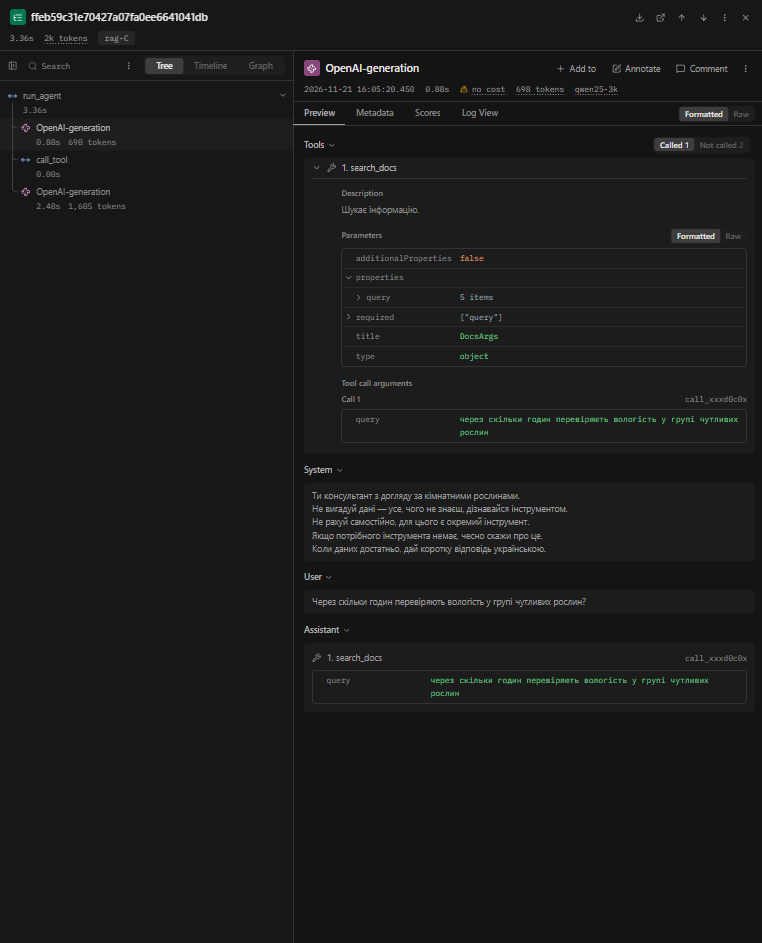 ffeb59c31e70427a07fa0ee6641041db
3.36s 2k tokens rag-C
Search
Tree Timeline Graph
run_agent
3.36s
OpenAI-generation
0.88s 698 tokens
call_tool
0.00s
OpenAI-generation
2.48s 1,605 tokens
OpenAI-generation
Add to Annotate Comment
2026-11-21 16:05:20.450 0.88s no cost 698 tokens qwen25-3k
Preview Metadata Scores Log View
Formatted Raw
Tools
Called 1 Not called 2
1. search_docs
Description
Шукає інформацію.
Parameters
Formatted Raw
additionalProperties false
properties
query 5 items
required ["query"]
title DocsArgs
type object
Tool call arguments
Call 1 call_xxxd0c0x
query через скільки годин перевіряють вологість у групі чутливих
рослин
System
Ти консультант з догляду за кімнатними рослинами.
Не вигадуй дані — усе, чого не знаєш, дізнавайся інструментом.
Не рахуй самостійно, для цього є окремий інструмент.
Якщо потрібного інструмента немає, чесно скажи про це.
Коли даних достатньо, дай коротку відповідь українською.
User
Через скільки годин перевіряють вологість у групі чутливих рослин?
Assistant
1. search_docs call_xxxd0c0x
query через скільки годин перевіряють вологість у групі чутливих
рослин